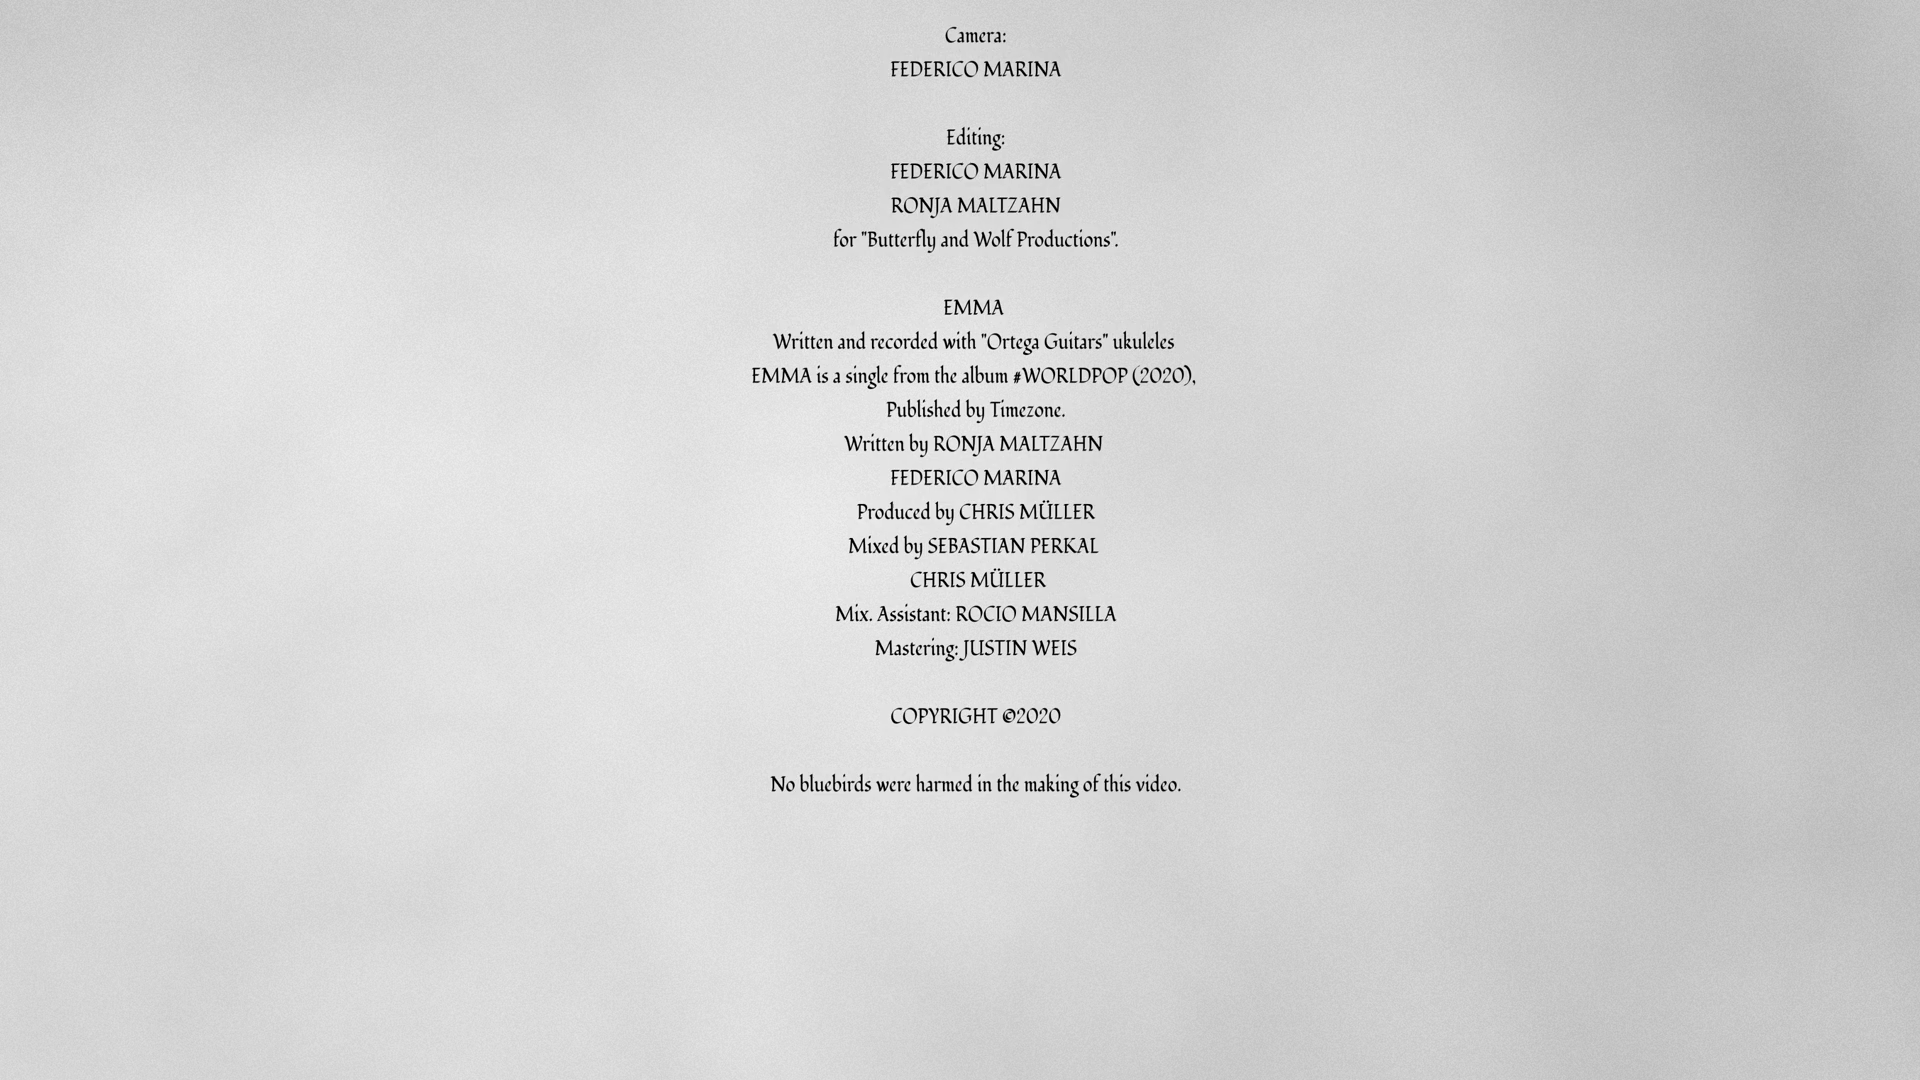 Camera:
FEDERICO MARINA
Editing:
FEDERICO MARINA
RONJA MALTZAHN
for "Butterfly and Wolf Productions".
EMMA
Written and recorded with "Ortega Guitars" ukuleles
EMMA is a single from the album #WORLDPOP (2020),
Published by Timezone.
Written by RONJA MALTZAHN
FEDERICO MARINA
Produced by CHRIS MÜLLER
Mixed by SEBASTIAN PERKAL
CHRIS MÜLLER
Mix. Assistant: ROCIO MANSILLA
Mastering: JUSTIN WEIS
COPYRIGHT ©2020
No bluebirds were harmed in the making of this video.